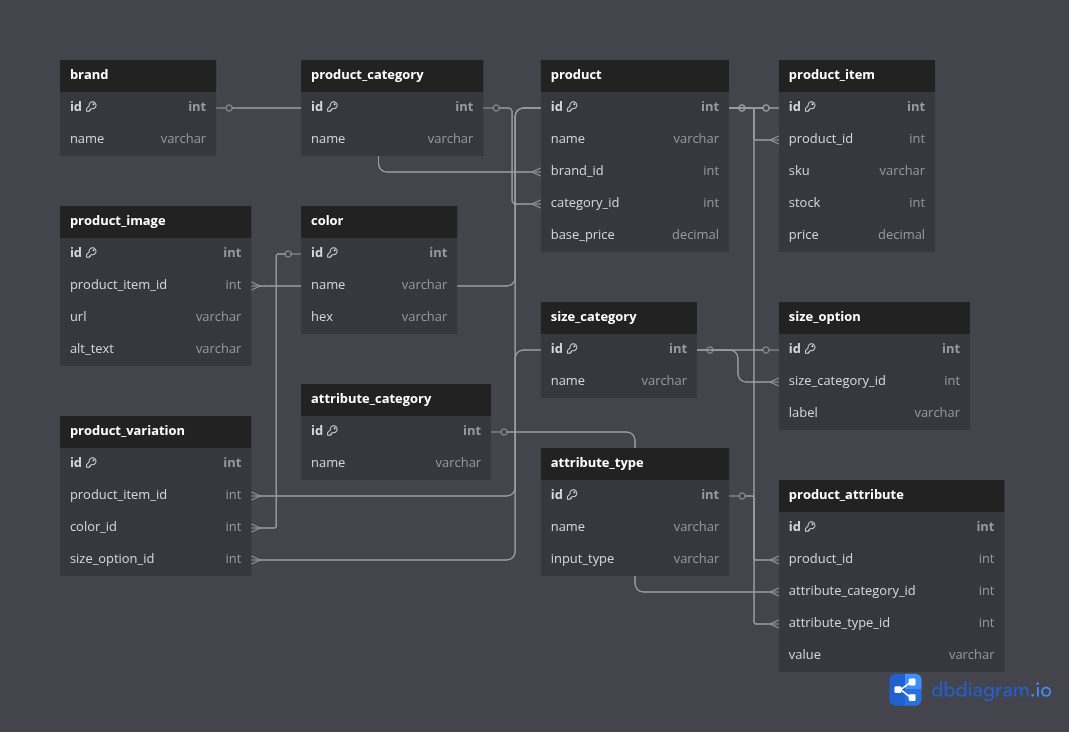 brand
id int
name varchar
product_category
id int
name varchar
product
id int
name varchar
brand_id int
category_id int
base_price decimal
product_item
id int
product_id int
sku varchar
stock int
price decimal
product_image
id int
product_item_id int
url varchar
alt_text varchar
color
id int
name varchar
hex varchar
size_category
id int
name varchar
size_option
id int
size_category_id int
label varchar
attribute_category
id int
name varchar
product_variation
id int
product_item_id int
color_id int
size_option_id int
attribute_type
id int
name varchar
input_type varchar
product_attribute
id int
product_id int
attribute_category_id int
attribute_type_id int
value varchar
dbdiagram.io